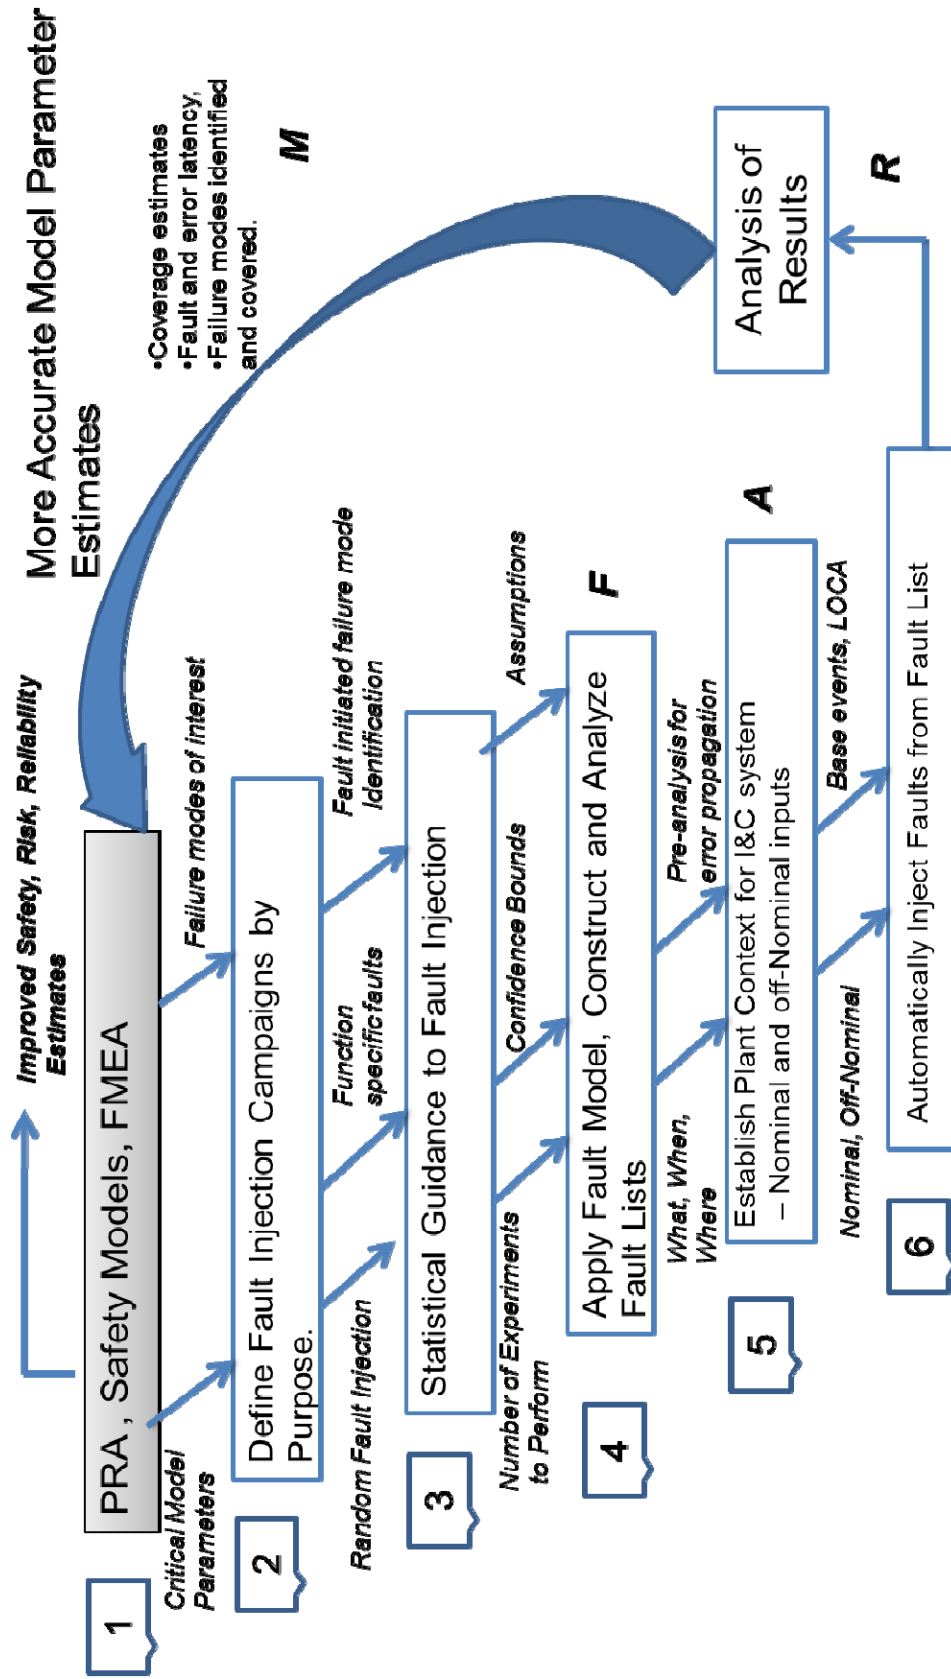 More Accurate Model Parameter
Estimates
Improved Safety, Risk, Reliability
Estimates
•Coverage estimates
•Fault and error latency,
•Failure modes identified
and covered.
M
1
PRA , Safety Models, FMEA
Critical Model
Parameters
Failure modes of interest
2
Define Fault Injection Campaigns by
Purpose.
Random Fault Injection
Function
specific faults
Fault initiated failure mode
Identification
3
Statistical Guidance to Fault Injection
Number of Experiments
to Perform
Confidence Bounds
Assumptions
4
Apply Fault Model, Construct and Analyze
Fault Lists
F
What, When,
Where
Pre-analysis for
error propagation
5
Establish Plant Context for I&C system
– Nominal and off-Nominal inputs
A
Nominal, Off-Nominal
Base events, LOCA
6
Automatically Inject Faults from Fault List
Analysis of
Results
R